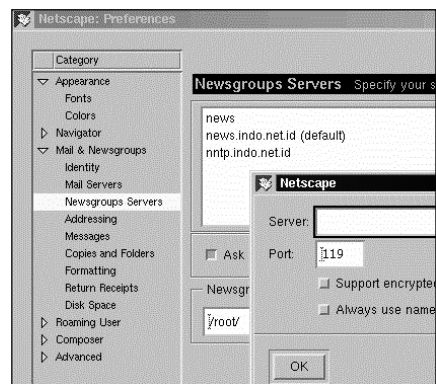 Netscape: Preferences
Category
Appearance
Fonts
Colors
Navigator
Mail & Newsgroups
Identity
Mail Servers
Newsgroups Servers
Addressing
Messages
Copies and Folders
Formatting
Return Receipts
Disk Space
Roaming User
Composer
Advanced
Newsgroups Servers Specify your s
news
news.indo.net.id (default)
nntp.indo.net.id
Ask
Newsgr
/root/
Netscape
Server:
Port: 119
Support encrypte
Always use name
OK